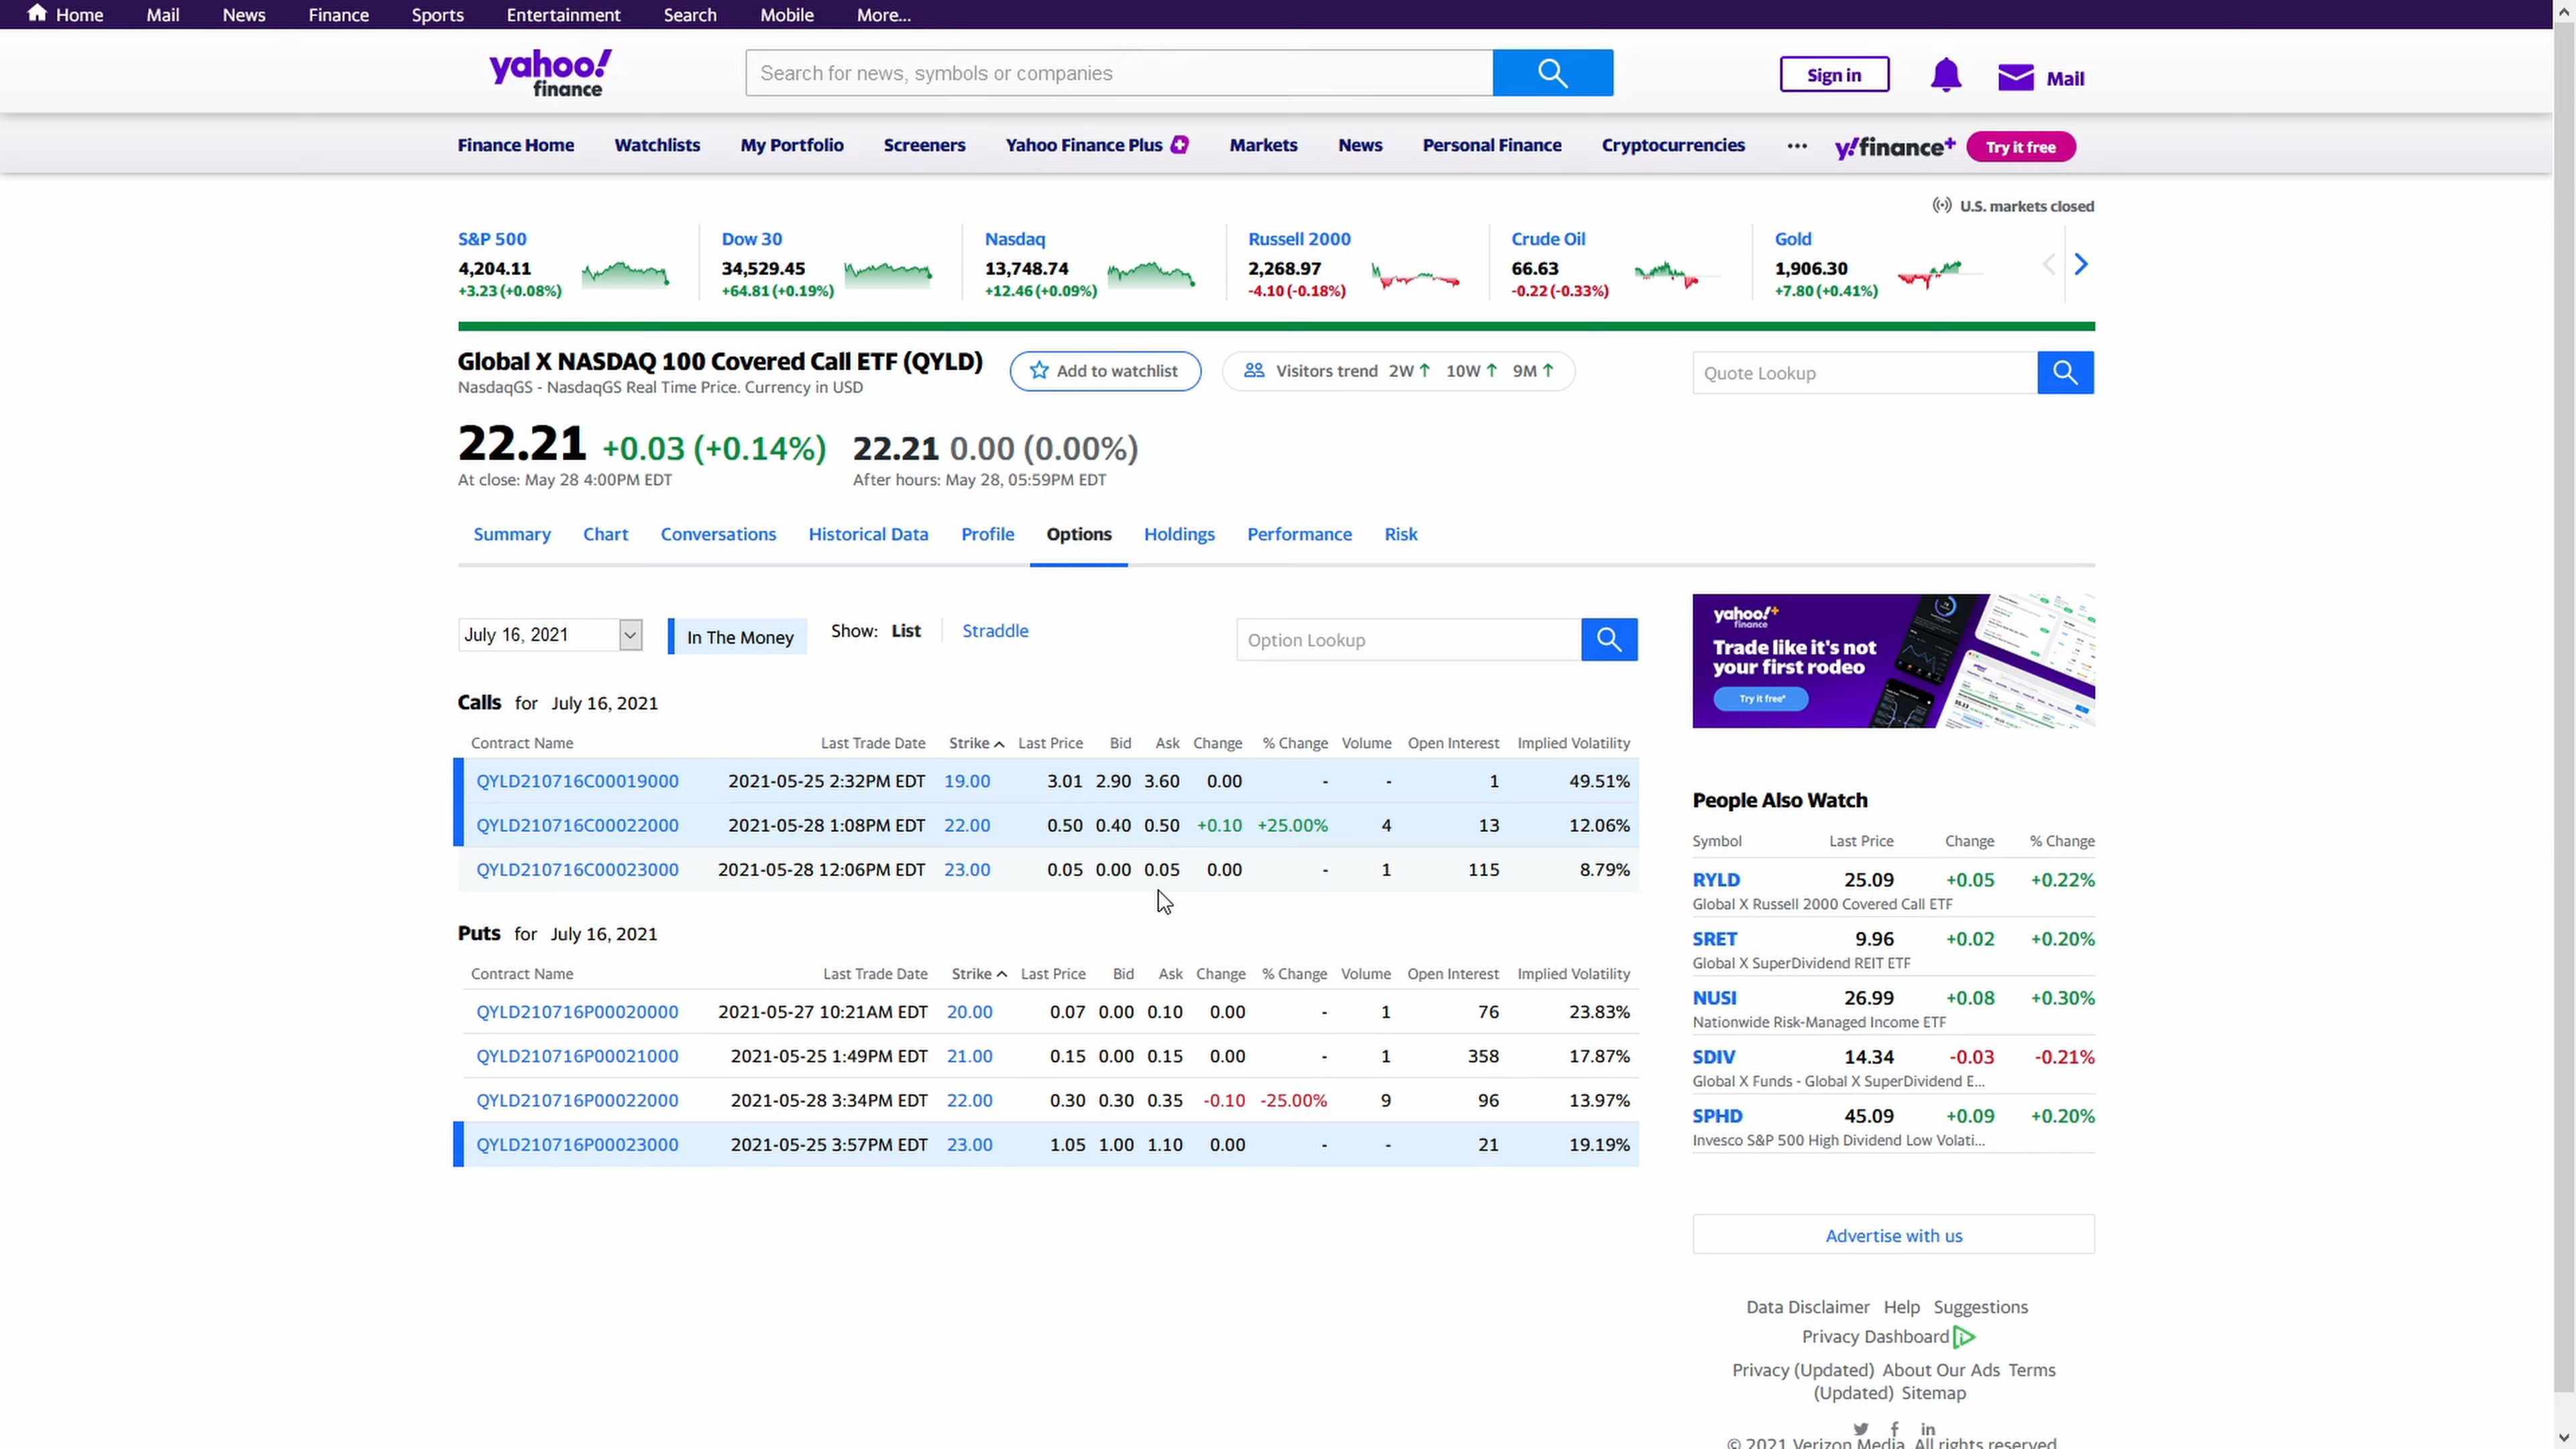 Home Mail News Finance Sports Entertainment Search Mobile More...
yahoo! finance
Search for news, symbols or companies
Sign in
Mail
Finance Home Watchlists My Portfolio Screeners Yahoo Finance Plus Markets News Personal Finance Cryptocurrencies ... y!finance+ Try it free
U.S. markets closed
S&P 500 Dow 30 Nasdaq Russell 2000 Crude Oil Gold
4,204.11 34,529.45 13,748.74 2,268.97 66.63 1,906.30
+3.23 (+0.08%) +64.81 (+0.19%) +12.46 (+0.09%) -4.10 (-0.18%) -0.22 (-0.33%) +7.80 (+0.41%)
Global X NASDAQ 100 Covered Call ETF (QYLD)
NasdaqGS - NasdaqGS Real Time Price. Currency in USD
Add to watchlist
Visitors trend 2W↑ 10W↑ 9M↑
Quote Lookup
22.21 +0.03 (+0.14%) 22.21 0.00 (0.00%)
At close: May 28 4:00PM EDT After hours: May 28, 05:59PM EDT
Summary Chart Conversations Historical Data Profile Options Holdings Performance Risk
July 16, 2021 In The Money Show: List Straddle
Option Lookup
Calls for July 16, 2021
Contract Name Last Trade Date Strike Last Price Bid Ask Change % Change Volume Open Interest Implied Volatility
QYLD210716C00019000 2021-05-25 2:32PM EDT 19.00 3.01 2.90 3.60 0.00 - - 1 49.51%
QYLD210716C00022000 2021-05-28 1:08PM EDT 22.00 0.50 0.40 0.50 +0.10 +25.00% 4 13 12.06%
QYLD210716C00023000 2021-05-28 12:06PM EDT 23.00 0.05 0.00 0.05 0.00 - 1 115 8.79%
Puts for July 16, 2021
Contract Name Last Trade Date Strike Last Price Bid Ask Change % Change Volume Open Interest Implied Volatility
QYLD210716P00020000 2021-05-27 10:21AM EDT 20.00 0.07 0.00 0.10 0.00 - 1 76 23.83%
QYLD210716P00021000 2021-05-25 1:49PM EDT 21.00 0.15 0.00 0.15 0.00 - 1 358 17.87%
QYLD210716P00022000 2021-05-28 3:34PM EDT 22.00 0.30 0.30 0.35 -0.10 -25.00% 9 96 13.97%
QYLD210716P00023000 2021-05-25 3:57PM EDT 23.00 1.05 1.00 1.10 0.00 - - 21 19.19%
yahoo!+ finance
Trade like it's not
your first rodeo
Try it free*
People Also Watch
Symbol Last Price Change % Change
RYLD 25.09 +0.05 +0.22%
Global X Russell 2000 Covered Call ETF
SRET 9.96 +0.02 +0.20%
Global X SuperDividend REIT ETF
NUSI 26.99 +0.08 +0.30%
Nationwide Risk-Managed Income ETF
SDIV 14.34 -0.03 -0.21%
Global X Funds - Global X SuperDividend E...
SPHD 45.09 +0.09 +0.20%
Invesco S&P 500 High Dividend Low Volati...
Advertise with us
Data Disclaimer Help Suggestions
Privacy Dashboard
Privacy (Updated) About Our Ads Terms
(Updated) Sitemap
© 2021 Verizon Media. All rights reserved.